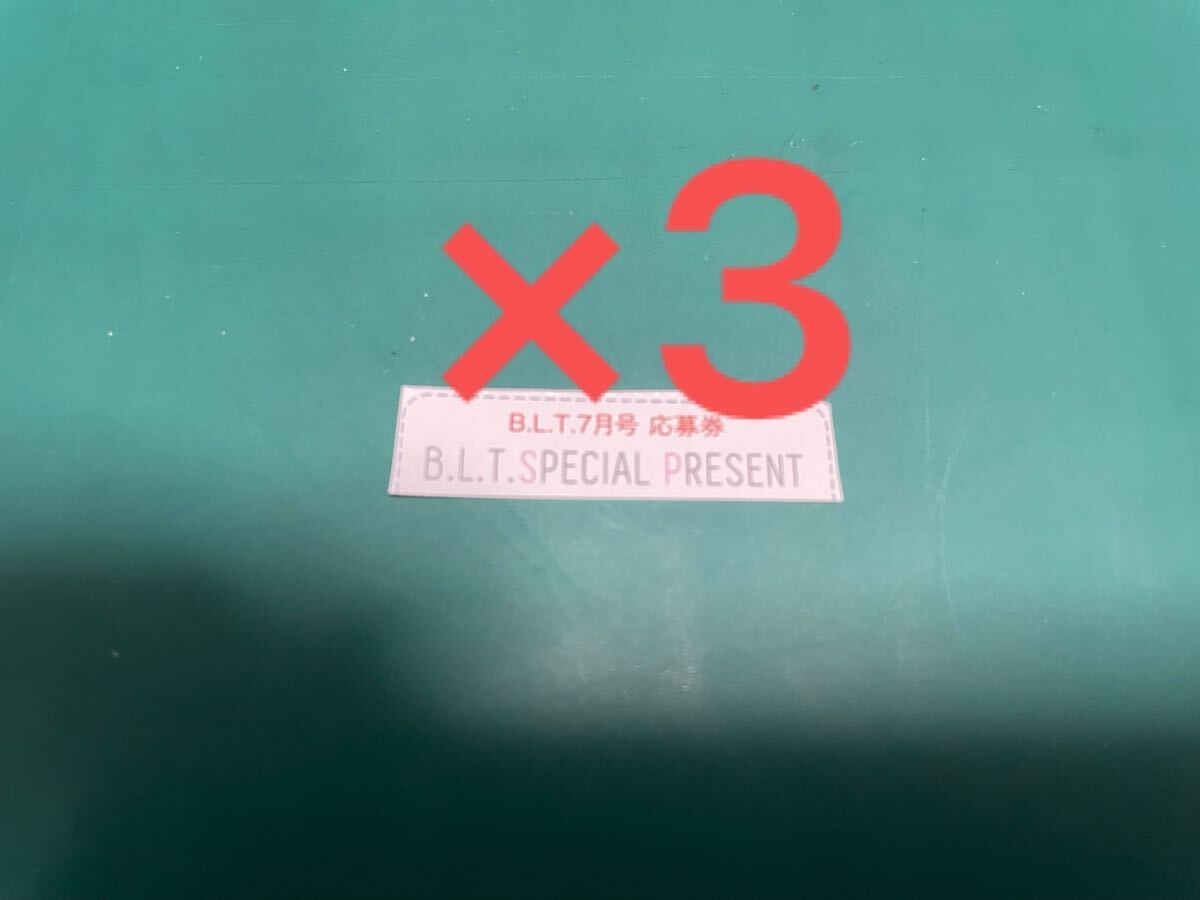 ×3
B.L.T.7月号 応募券
B.L.T.SPECIAL PRESENT